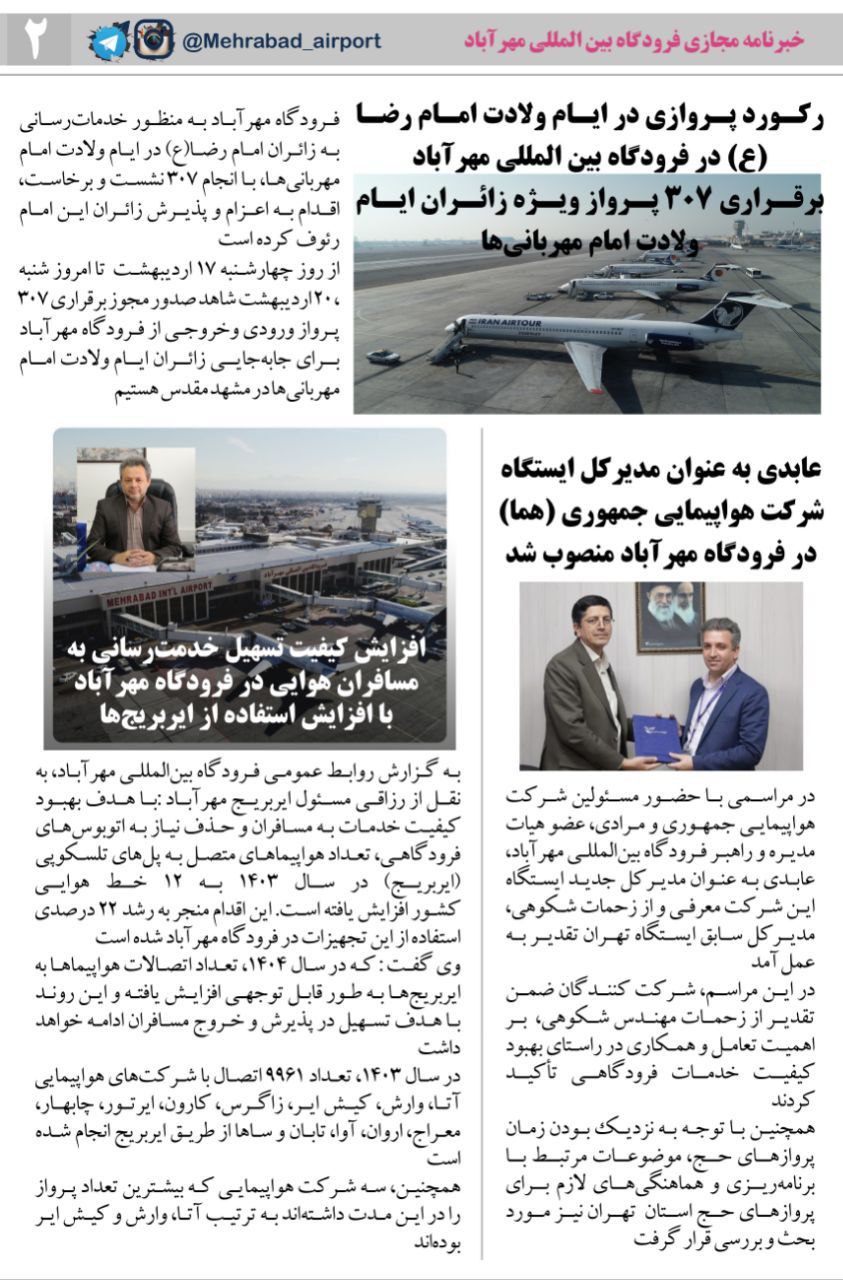 خبرنامه مجازی فرودگاه بین المللی مهرآباد
@Mehrabad_airport
۲
رکورد پروازی در ایام ولادت امام رضا
(ع) در فرودگاه بین المللی مهرآباد
برقراری ۳۰۷ پرواز ویژه زائران ایام
ولادت امام مهربانی‌ها
IRAN AIRTOUR
فرودگاه مهرآباد به منظور خدمات‌رسانی
به زائران امام رضا(ع) در ایام ولادت امام
مهربانی‌ها، با انجام ۳۰۷ نشست و برخاست،
اقدام به اعزام و پذیرش زائران این امام
رئوف کرده است
از روز چهارشنبه ۱۷ اردیبهشت تا امروز شنبه
،۲۰اردیبهشت شاهد صدور مجوز برقراری ۳۰۷
پرواز ورودی وخروجی از فرودگاه مهرآباد
برای جابه‌جایی زائران ایام ولادت امام
مهربانی‌ها در مشهد مقدس هستیم
عابدی به عنوان مدیرکل ایستگاه
شرکت هواپیمایی جمهوری (هما)
در فرودگاه مهرآباد منصوب شد
در مراسمی با حضور مسئولین شرکت
هواپیمایی جمهوری و مرادی، عضو هیات
مدیره و راهبر فرودگاه بین‌المللی مهرآباد،
عابدی به عنوان مدیرکل جدید ایستگاه
این شرکت معرفی و از زحمات شکوهی،
مدیرکل سابق ایستگاه تهران تقدیر به
عمل آمد
در این مراسم، شرکت کنندگان ضمن
تقدیر از زحمات مهندس شکوهی، بر
اهمیت تعامل و همکاری در راستای بهبود
کیفیت خدمات فرودگاهی تأکید
کردند
همچنین با توجه به نزدیک بودن زمان
پروازهای حج، موضوعات مرتبط با
برنامه‌ریزی و هماهنگی‌های لازم برای
پروازهای حج استان تهران نیز مورد
بحث و بررسی قرار گرفت
MEHRABAD INT'L AIRPORT
فرودگاه بین المللی مهرآباد
افزایش کیفیت تسهیل خدمت‌رسانی به
مسافران هوایی در فرودگاه مهرآباد
با افزایش استفاده از ایربریج‌ها
به گزارش روابط عمومی فرودگاه بین‌المللی مهرآباد، به
نقل از رزاقی مسئول ایربریج مهرآباد :با هدف بهبود
کیفیت خدمات به مسافران و حذف نیاز به اتوبوس‌های
فرودگاهی، تعداد هواپیماهای متصل به پل‌های تلسکوپی
(ایربریج) در سال ۱۴۰۳ به ۱۲ خط هوایی
کشور افزایش یافته است. این اقدام منجر به رشد ۲۲ درصدی
استفاده از این تجهیزات در فرودگاه مهرآباد شده است
وی گفت : که در سال ۱۴۰۴، تعداد اتصالات هواپیماها به
ایربریج‌ها به طور قابل توجهی افزایش یافته و این روند
با هدف تسهیل در پذیرش و خروج مسافران ادامه خواهد
داشت
در سال ۱۴۰۳، تعداد ۹۹۶۱ اتصال با شرکت‌های هواپیمایی
آتا، وارش، کیش ایر، زاگرس، کارون، ایرتور، چابهار،
معراج، اروان، آوا، تابان و ساها از طریق ایربریج انجام شده
است
همچنین، سه شرکت هواپیمایی که بیشترین تعداد پرواز
را در این مدت داشته‌اند به ترتیب آتا، وارش و کیش ایر
بوده‌اند